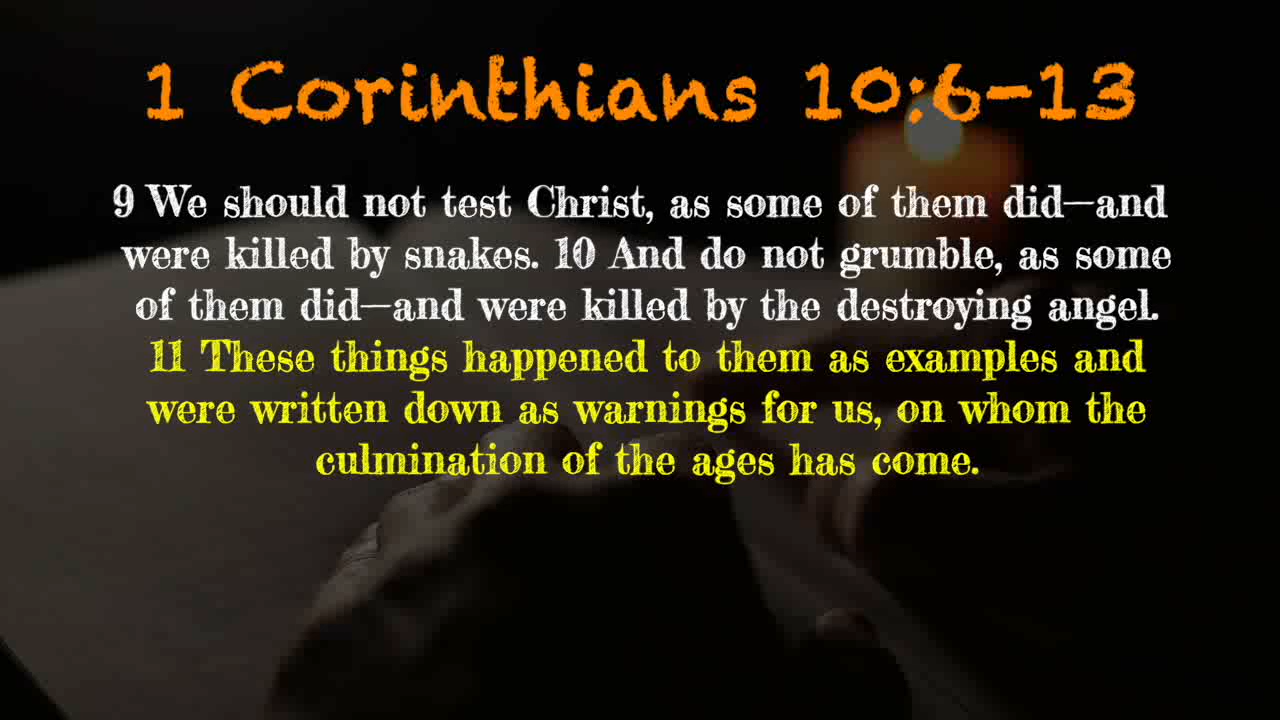 1 Corinthians 10:6-13
9 We should not test Christ, as some of them did—and
were killed by snakes. 10 And do not grumble, as some
of them did—and were killed by the destroying angel.
11 These things happened to them as examples and
were written down as warnings for us, on whom the
culmination of the ages has come.